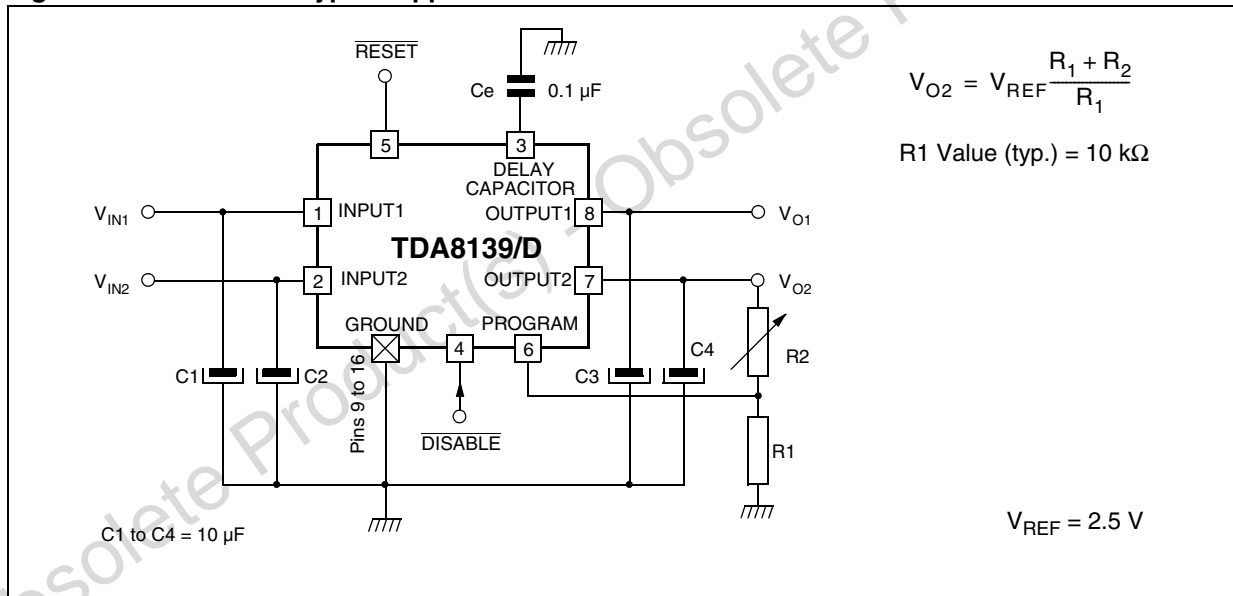 RESET
Ce 0.1 µF
V_O2 = V_REF (R_1 + R_2) / R_1
R1 Value (typ.) = 10 kΩ
5
3
DELAY
CAPACITOR
V_IN1
1 INPUT1
OUTPUT1 8
V_O1
TDA8139/D
V_IN2
2 INPUT2
OUTPUT2 7
V_O2
GROUND
PROGRAM
4
6
Pins 9 to 16
C1
C2
C3
C4
R2
DISABLE
R1
C1 to C4 = 10 µF
V_REF = 2.5 V
Obsolete Product(s) - Obsolete